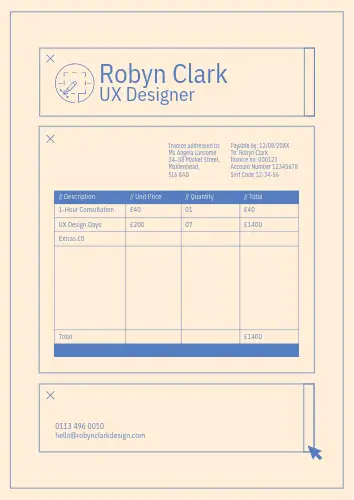 Robyn Clark
UX Designer
Invoice addressed to:
Ms Angela Lansome
34-38 Market Street,
Maidenhead,
SL6 8AD
Payable by: 12/08/20XX
To: Robyn Clark
Invoice no: 000123
Account Number 12345678
Sort Code 12-34-56
// Description // Unit Price // Quantity // Total
1-Hour Consultation £40 01 £40
UX Design Days £200 07 £1400
Extras £0
Total £1400
0113 496 0010
hello@robynclarkdesign.com